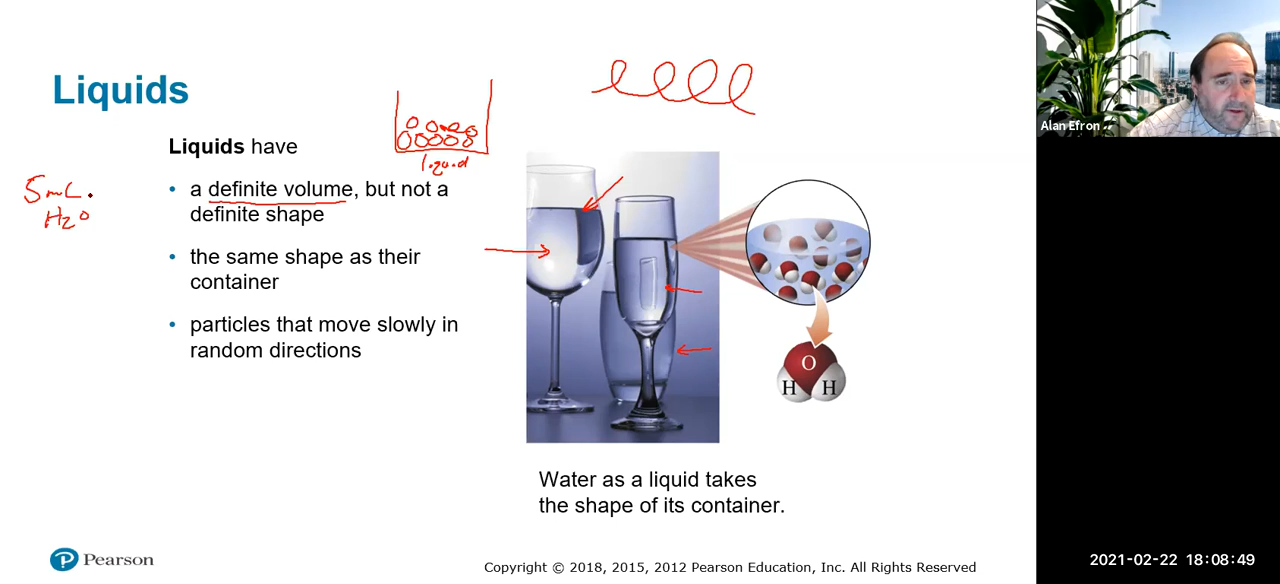 Liquids
Liquids have
• a definite volume, but not a
definite shape
• the same shape as their
container
• particles that move slowly in
random directions
5mL
H2O
liquid
O
H H
Water as a liquid takes
the shape of its container.
Pearson
Copyright © 2018, 2015, 2012 Pearson Education, Inc. All Rights Reserved
Alan Efron
2021-02-22 18:08:49